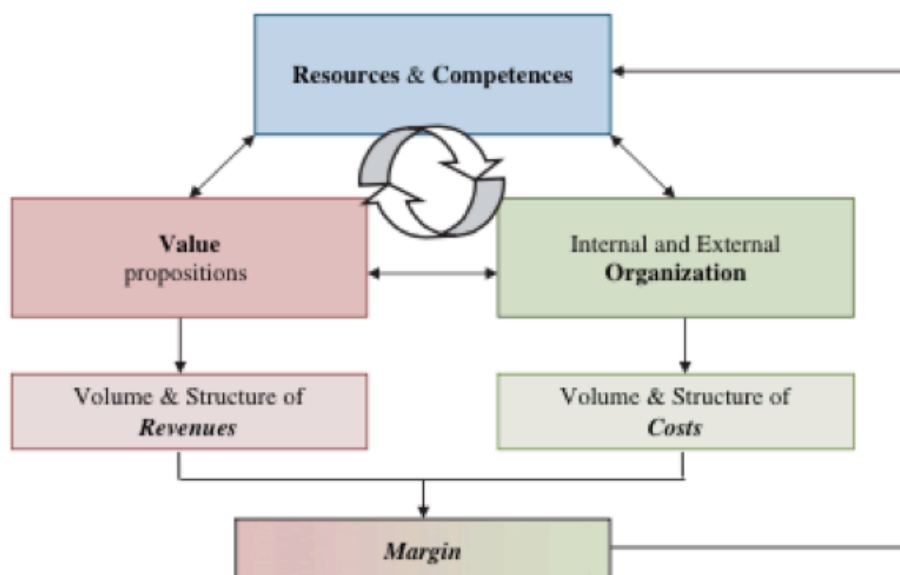 Resources & Competences
Value
propositions
Internal and External
Organization
Volume & Structure of
Revenues
Volume & Structure of
Costs
Margin